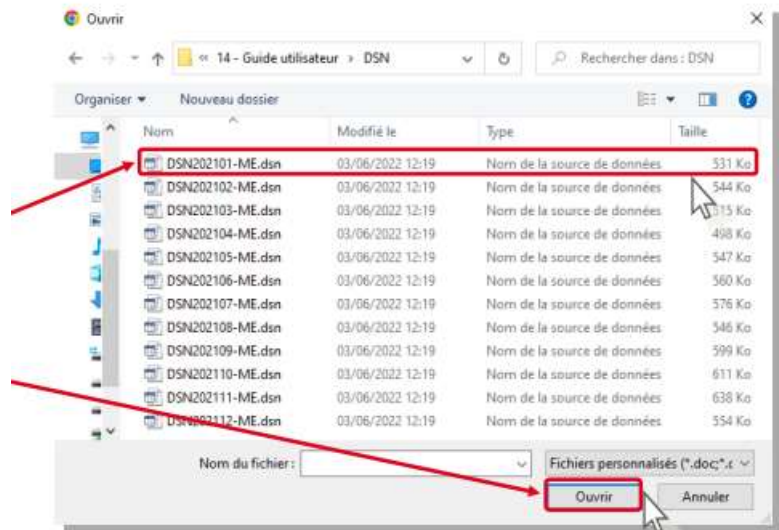 Ouvrir
« 14 - Guide utilisateur › DSN
Rechercher dans : DSN
Organiser
Nouveau dossier
Nom Modifié le Type Taille
DSN202101-ME.dsn 03/06/2022 12:19 Nom de la source de données 531 Ko
DSN202102-ME.dsn 03/06/2022 12:19 Nom de la source de données 544 Ko
DSN202103-ME.dsn 03/06/2022 12:19 Nom de la source de données 515 Ko
DSN202104-ME.dsn 03/06/2022 12:19 Nom de la source de données 498 Ko
DSN202105-ME.dsn 03/06/2022 12:19 Nom de la source de données 547 Ko
DSN202106-ME.dsn 03/06/2022 12:19 Nom de la source de données 560 Ko
DSN202107-ME.dsn 03/06/2022 12:19 Nom de la source de données 576 Ko
DSN202108-ME.dsn 03/06/2022 12:19 Nom de la source de données 546 Ko
DSN202109-ME.dsn 03/06/2022 12:19 Nom de la source de données 599 Ko
DSN202110-ME.dsn 03/06/2022 12:19 Nom de la source de données 611 Ko
DSN202111-ME.dsn 03/06/2022 12:19 Nom de la source de données 638 Ko
DSN202112-ME.dsn 03/06/2022 12:19 Nom de la source de données 554 Ko
Nom du fichier :
Fichiers personnalisés (*.doc;*.c
Ouvrir
Annuler